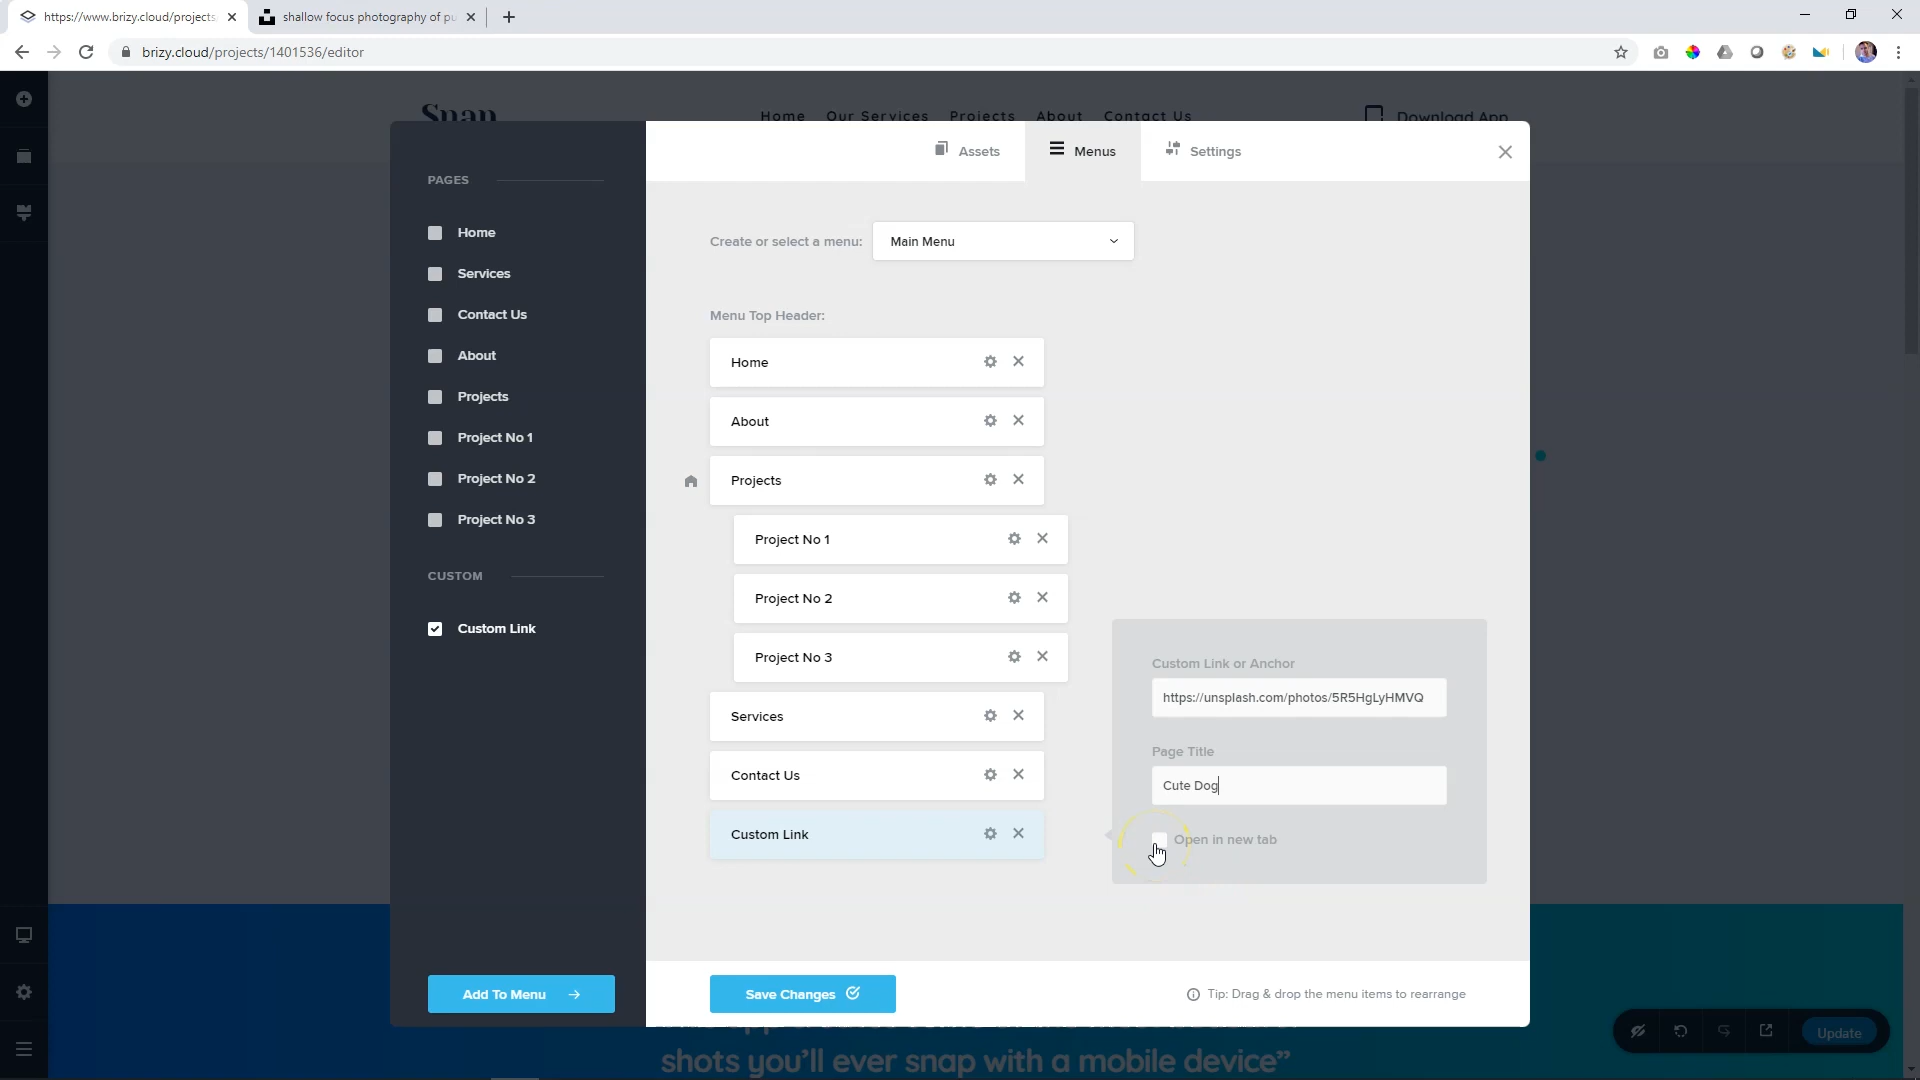 https://www.brizy.cloud/projects
shallow focus photography of pu
brizy.cloud/projects/1401536/editor
Snap
Home
Our Services
Projects
About
Contact Us
Download App
PAGES
Home
Services
Contact Us
About
Projects
Project No 1
Project No 2
Project No 3
CUSTOM
Custom Link
Add To Menu
Assets
Menus
Settings
Create or select a menu:
Main Menu
Menu Top Header:
Home
About
Projects
Project No 1
Project No 2
Project No 3
Services
Contact Us
Custom Link
Custom Link or Anchor
https://unsplash.com/photos/5R5HgLyHMVQ
Page Title
Cute Dog
Open in new tab
Save Changes
Tip: Drag & drop the menu items to rearrange
shots you'll ever snap with a mobile device”
Update